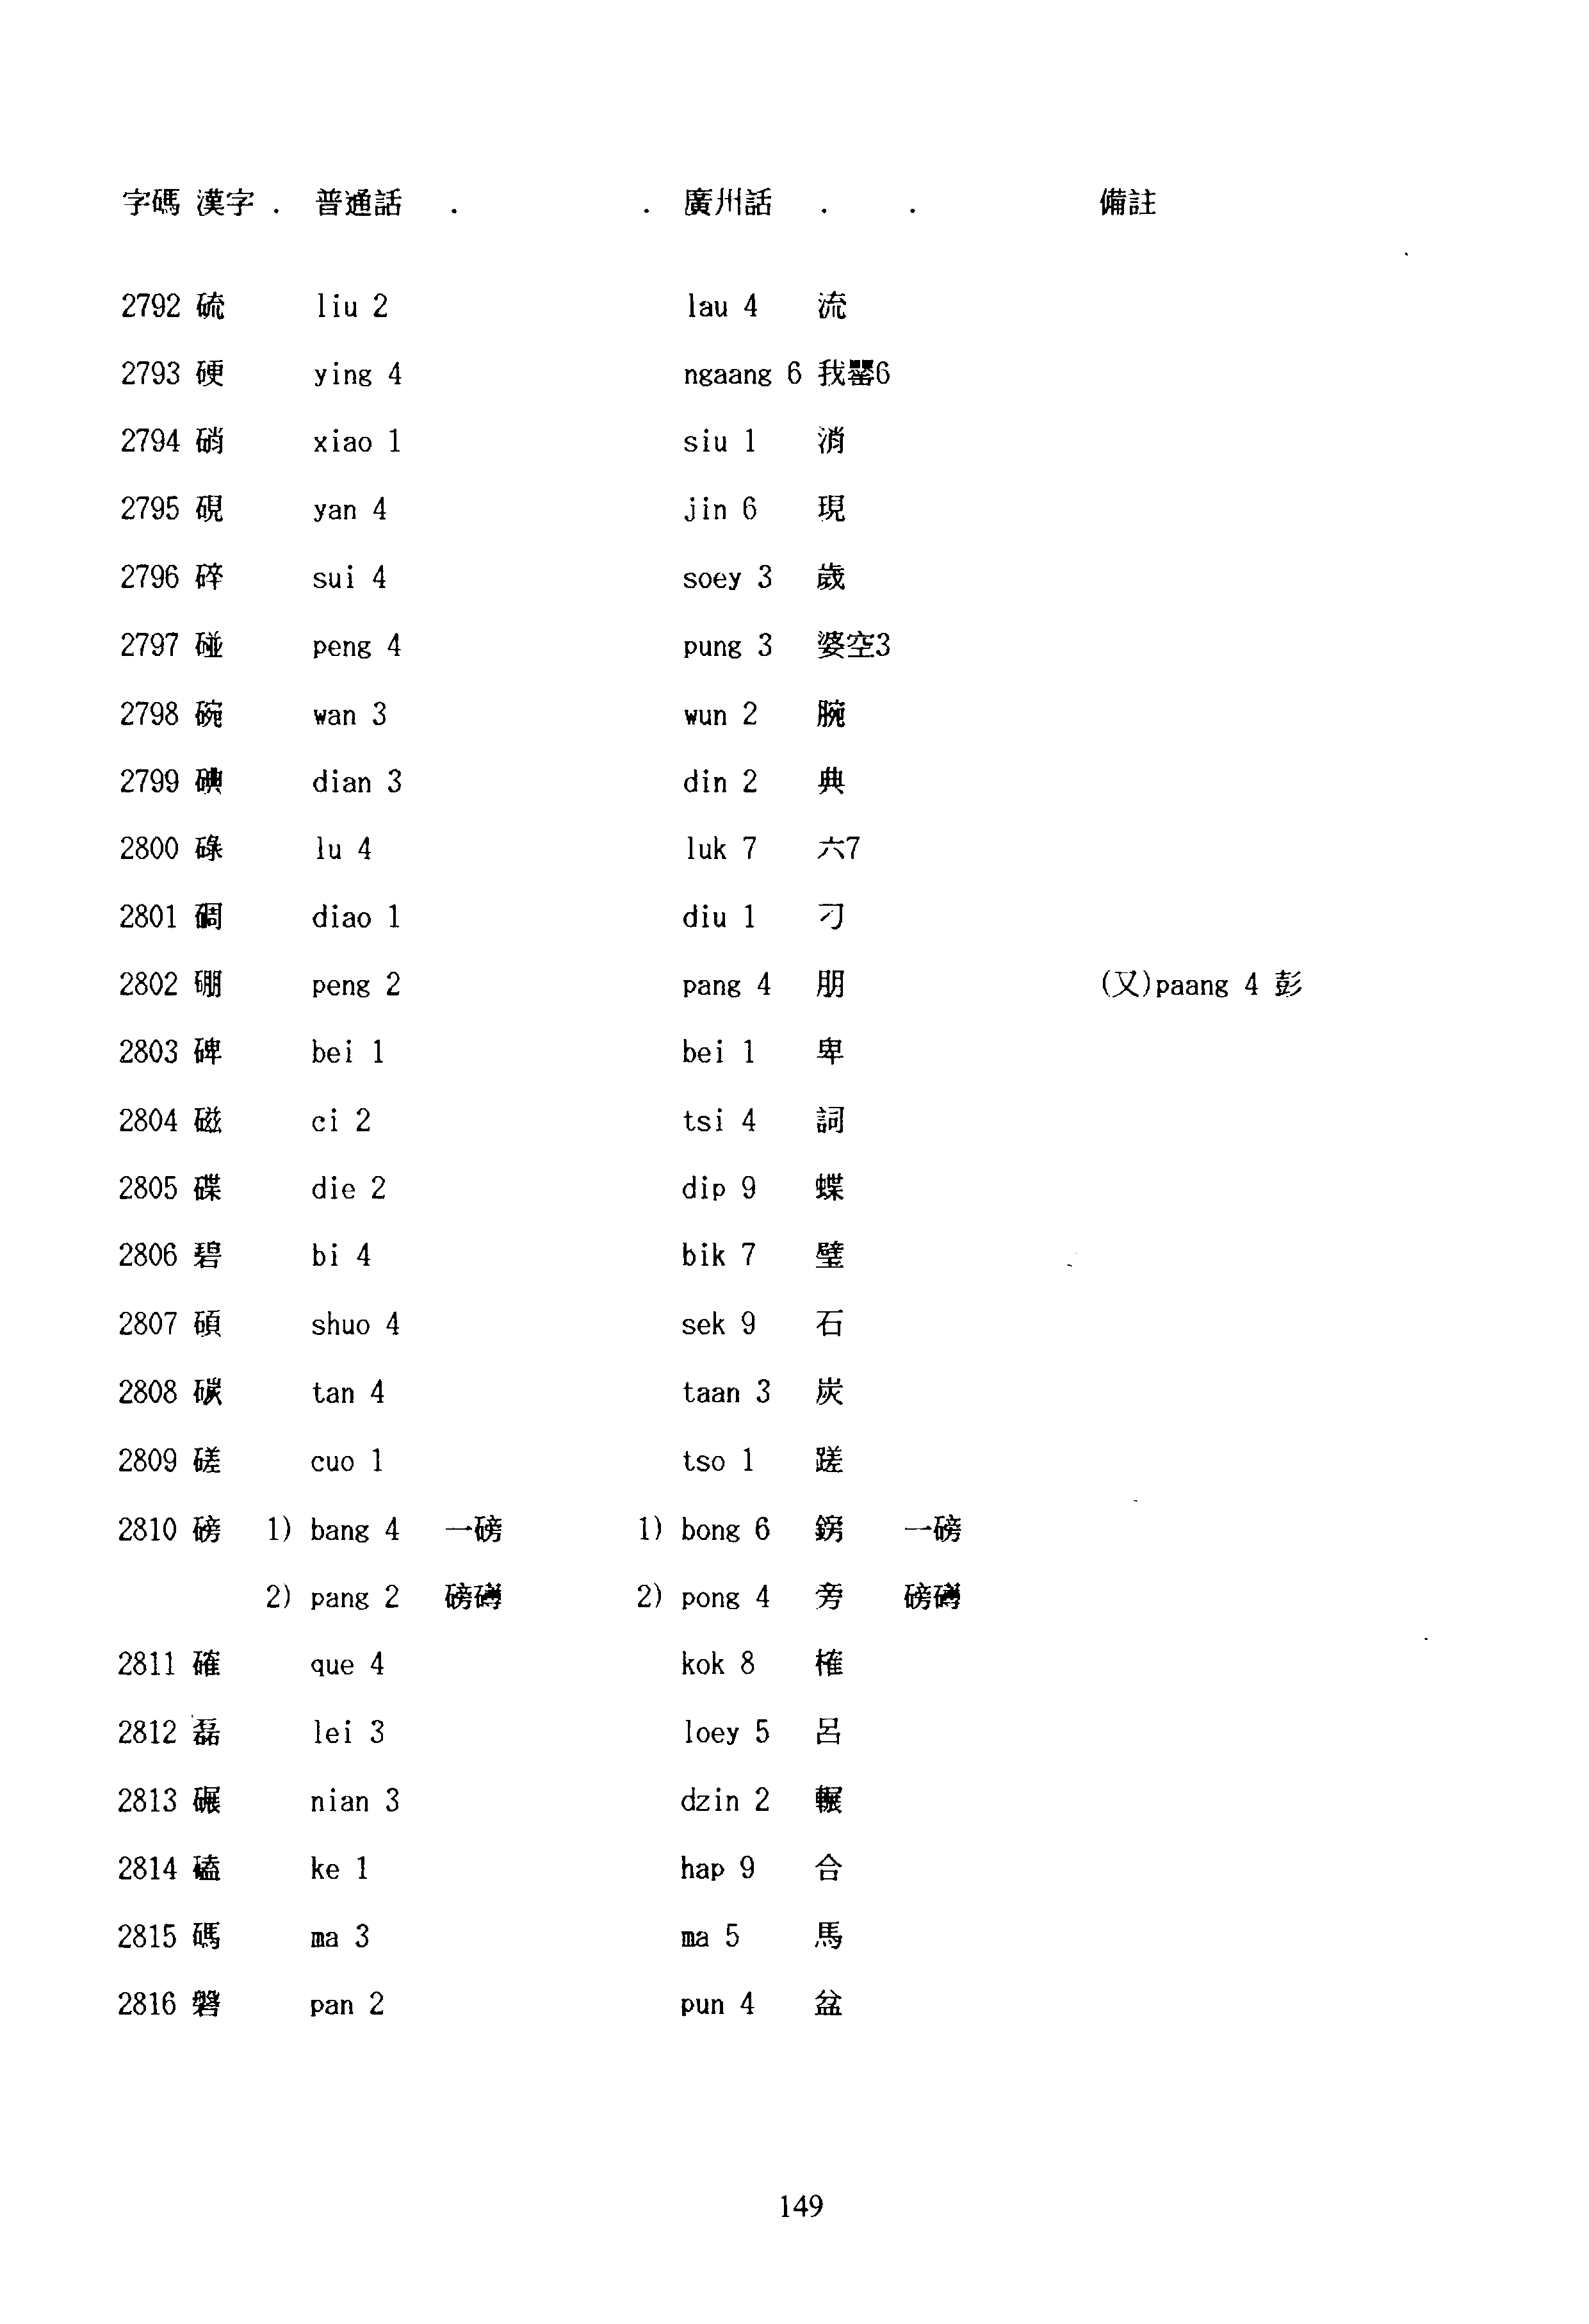 字碼 漢字 . 普通話 . . 廣州話 . . 備註
2792 硫 liu 2 lau 4 流
2793 硬 ying 4 ngaang 6 我罌6
2794 硝 xiao 1 siu 1 消
2795 硯 yan 4 jin 6 現
2796 碎 sui 4 soey 3 歲
2797 碰 peng 4 pung 3 婆空3
2798 碗 wan 3 wun 2 腕
2799 碘 dian 3 din 2 典
2800 碌 lu 4 luk 7 六7
2801 碉 diao 1 diu 1 刁
2802 硼 peng 2 pang 4 朋 (又)paang 4 彭
2803 碑 bei 1 bei 1 卑
2804 磁 ci 2 tsi 4 詞
2805 碟 die 2 dip 9 蝶
2806 碧 bi 4 bik 7 璧
2807 碩 shuo 4 sek 9 石
2808 碳 tan 4 taan 3 炭
2809 磋 cuo 1 tso 1 蹉
2810 磅 1) bang 4 一磅 1) bong 6 鎊 一磅
2) pang 2 磅礡 2) pong 4 旁 磅礡
2811 確 que 4 kok 8 榷
2812 磊 lei 3 loey 5 呂
2813 碾 nian 3 dzin 2 輾
2814 磕 ke 1 hap 9 合
2815 碼 ma 3 ma 5 馬
2816 磐 pan 2 pun 4 盆
149